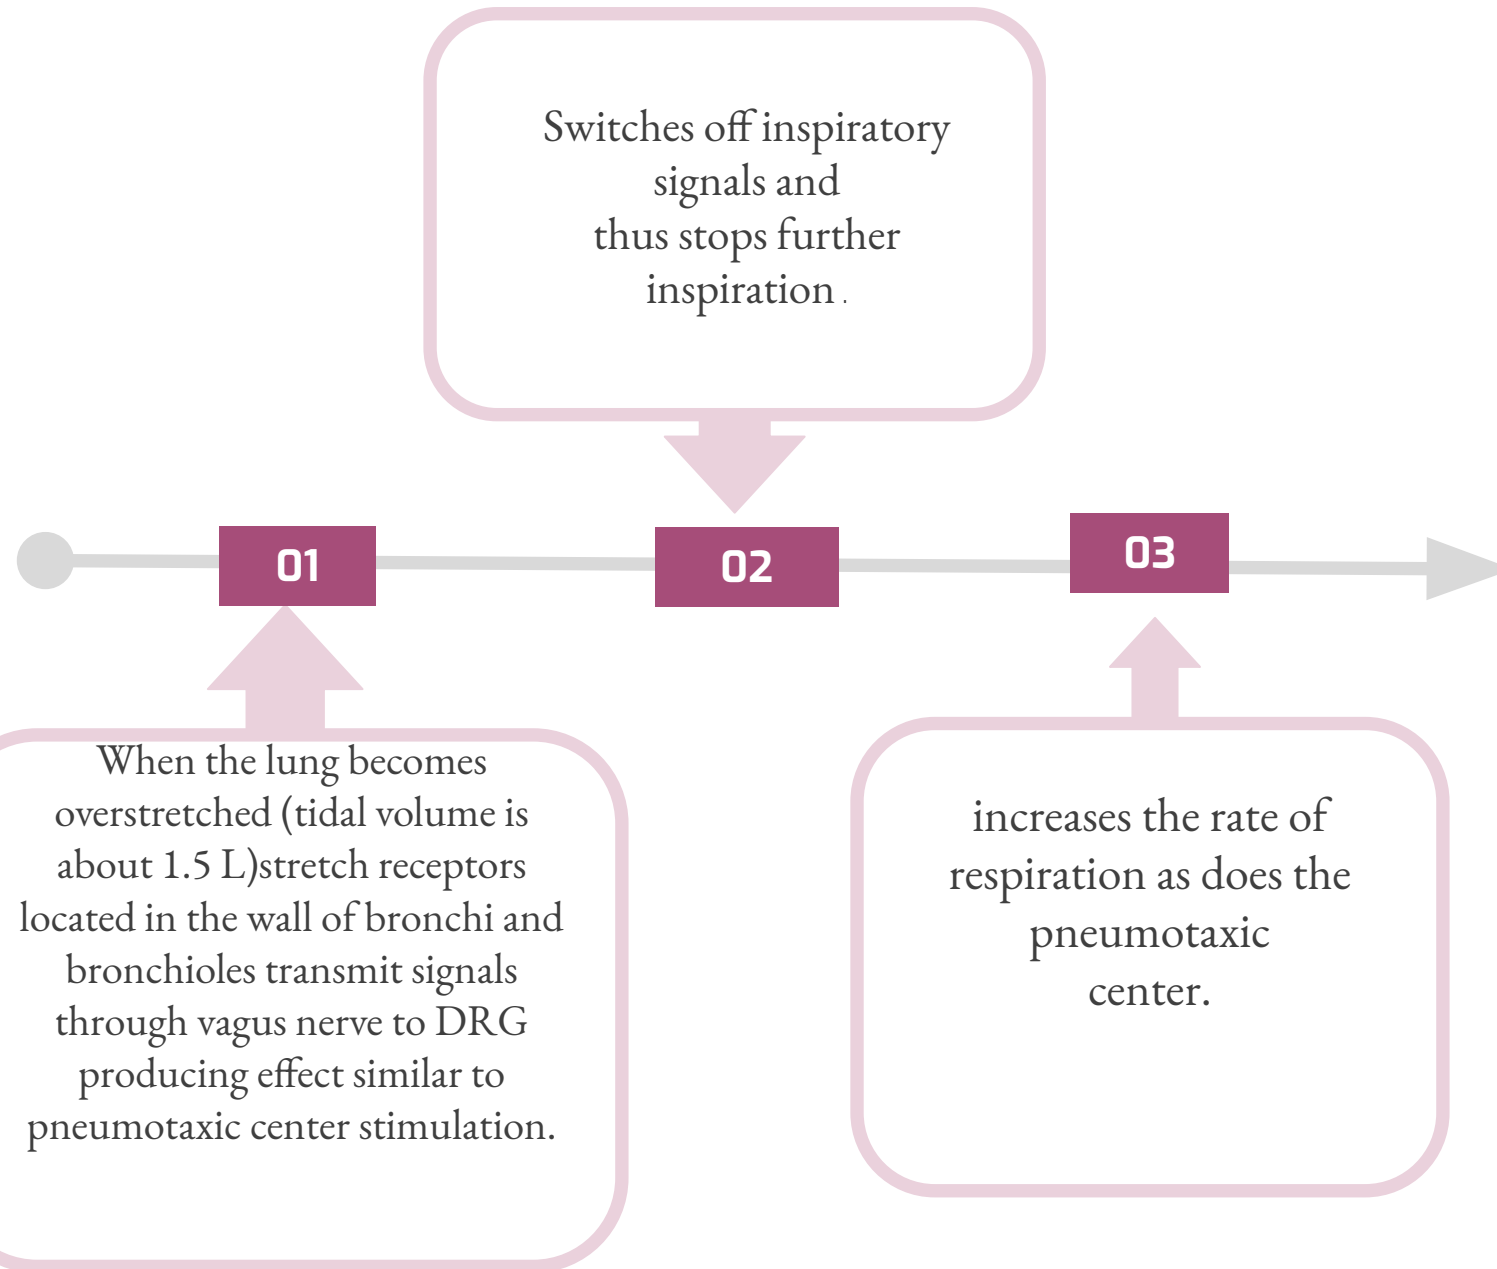 Switches off inspiratory
signals and
thus stops further
inspiration .
01
02
03
When the lung becomes
overstretched (tidal volume is
about 1.5 L)stretch receptors
located in the wall of bronchi and
bronchioles transmit signals
through vagus nerve to DRG
producing effect similar to
pneumotaxic center stimulation.
increases the rate of
respiration as does the
pneumotaxic
center.